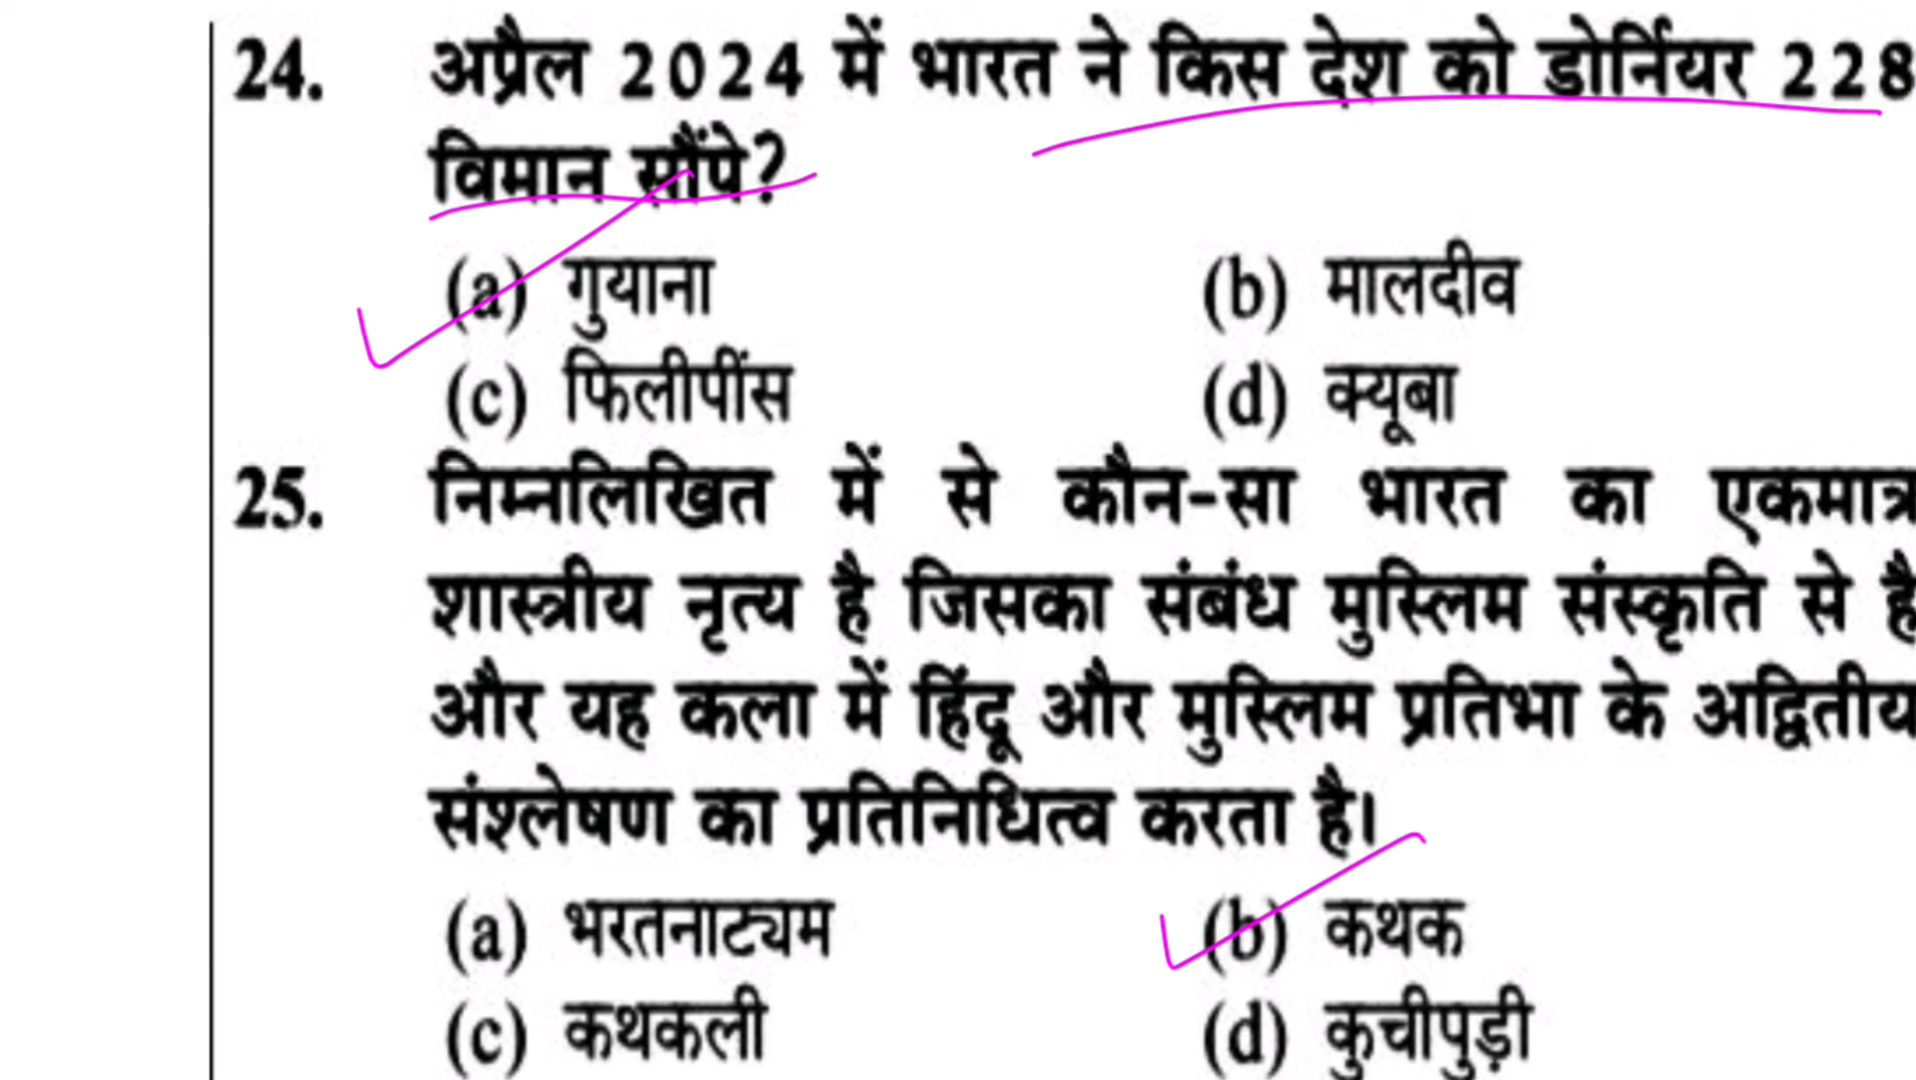 24. अप्रैल 2024 में भारत ने किस देश को डोर्नियर 228
विमान सौंपे?
(a) गुयाना (b) मालदीव
(c) फिलीपींस (d) क्यूबा
25. निम्नलिखित में से कौन-सा भारत का एकमात्र
शास्त्रीय नृत्य है जिसका संबंध मुस्लिम संस्कृति से है
और यह कला में हिंदू और मुस्लिम प्रतिभा के अद्वितीय
संश्लेषण का प्रतिनिधित्व करता है।
(a) भरतनाट्यम (b) कथक
(c) कथकली (d) कुचीपुड़ी